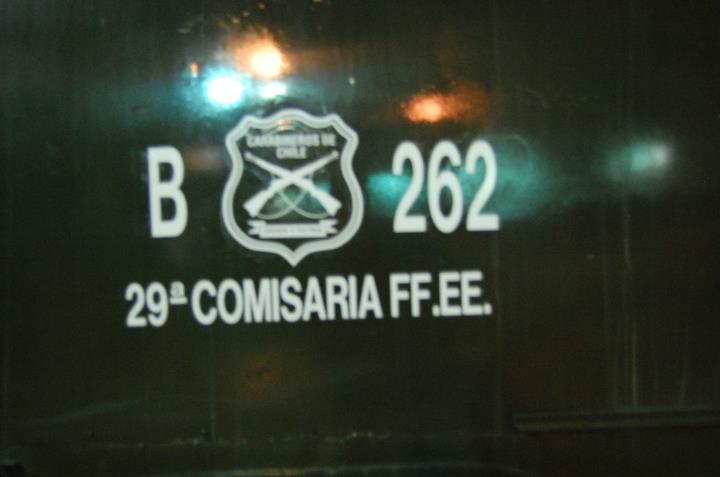 CARABINEROS DE
CHILE
B 262
29ª COMISARIA FF.EE.